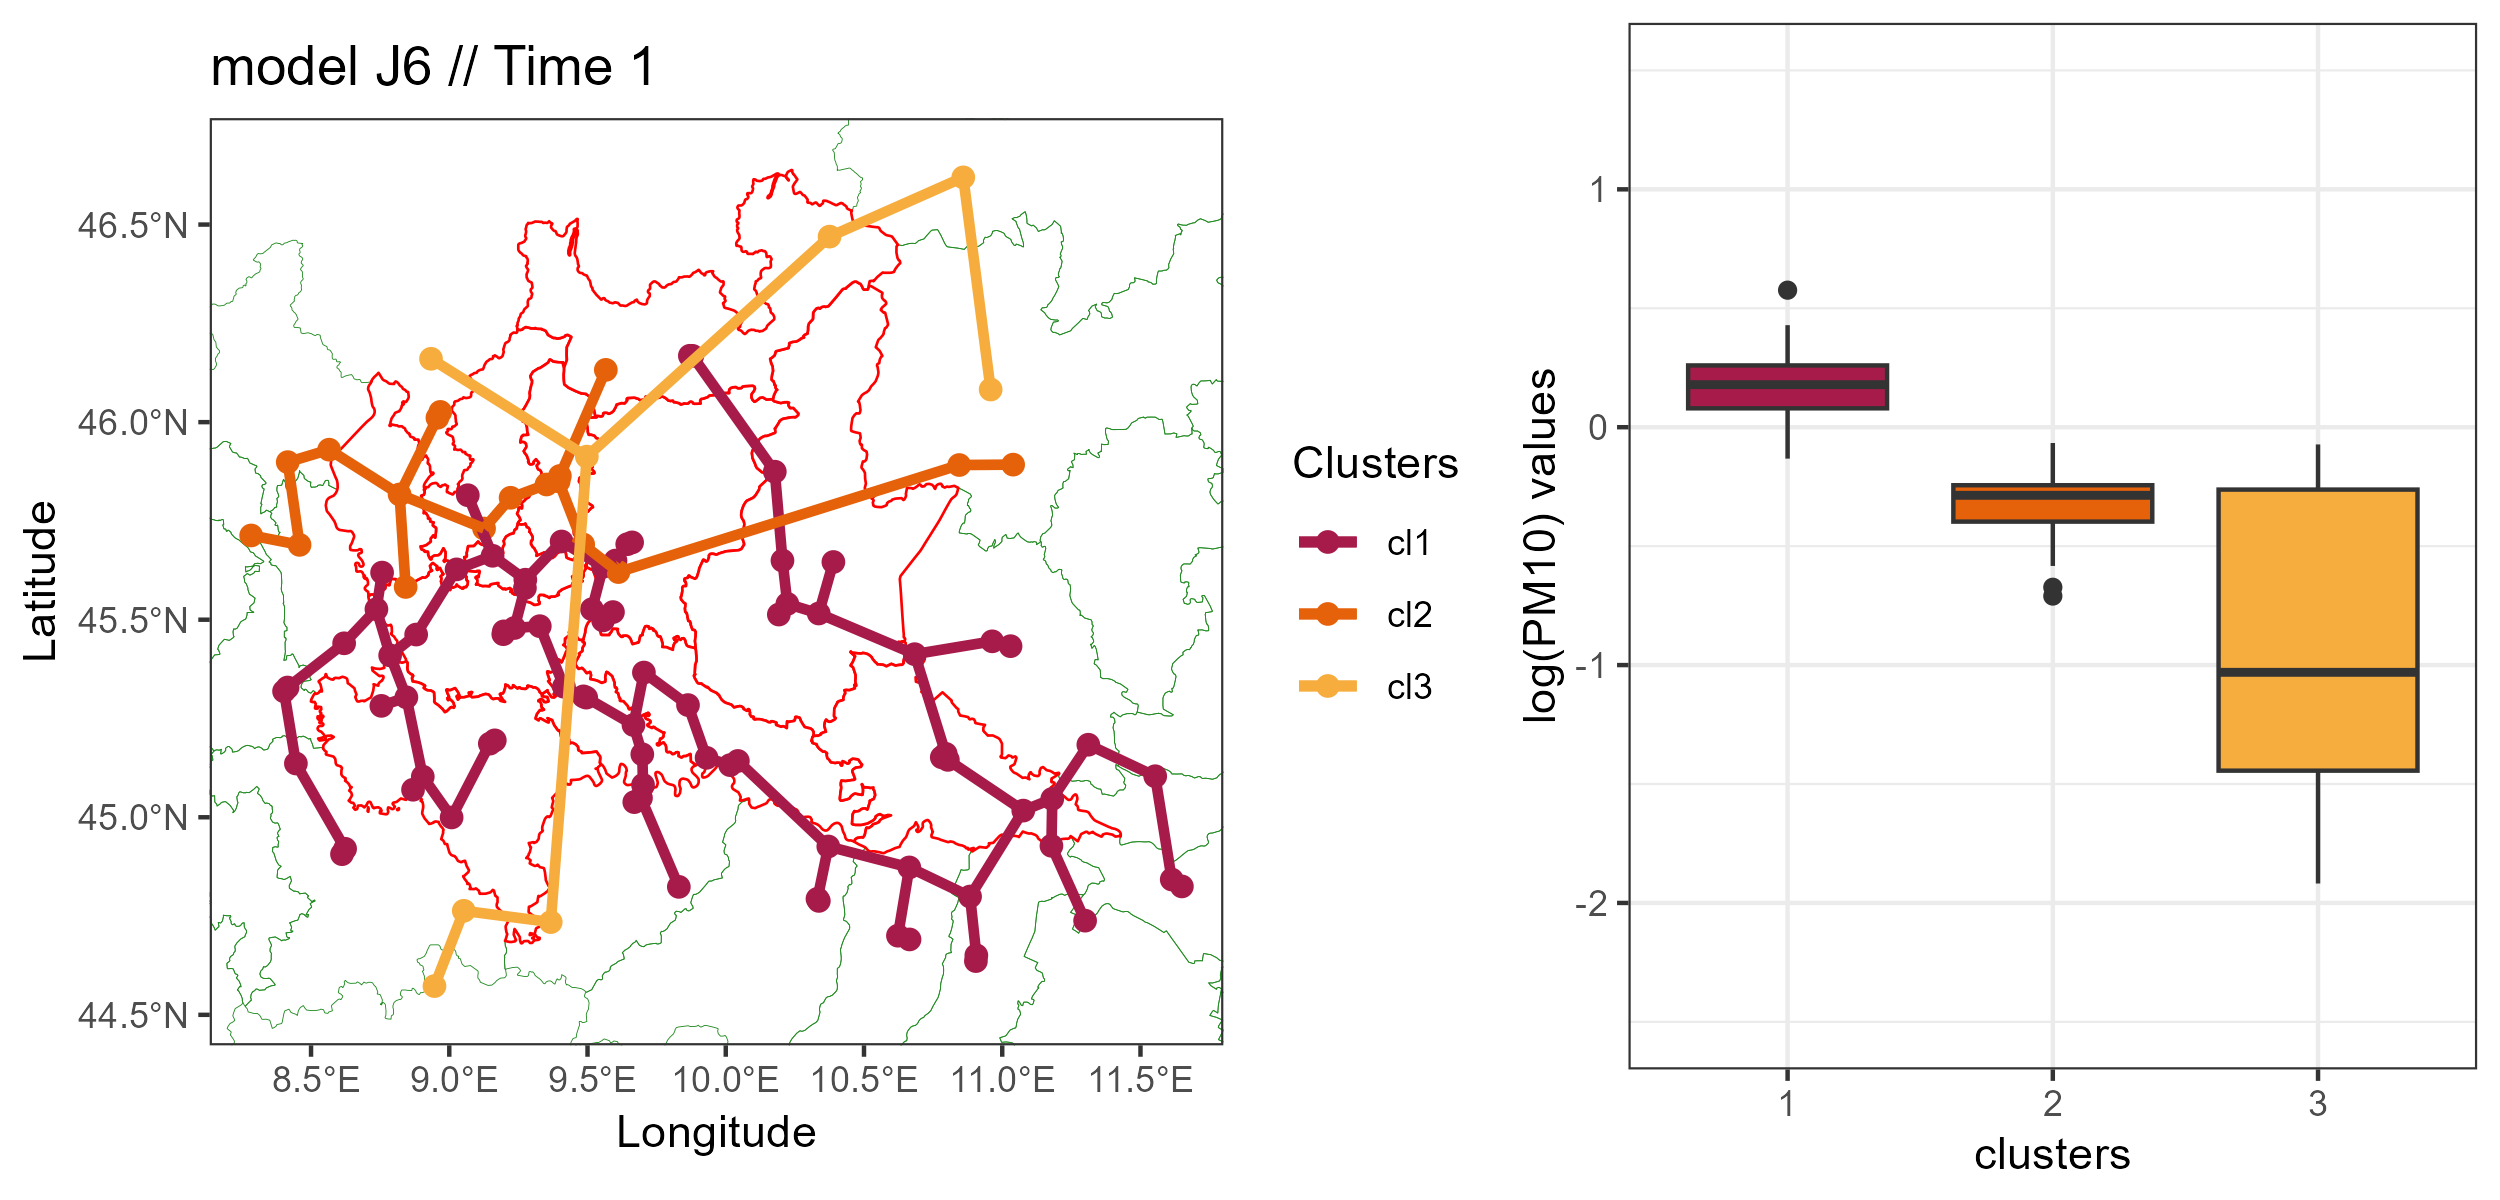 model J6 // Time 1
46.5°N
46.0°N
45.5°N
45.0°N
44.5°N
Latitude
8.5°E 9.0°E 9.5°E 10.0°E 10.5°E 11.0°E 11.5°E
Longitude
Clusters
cl1
cl2
cl3
log(PM10) values
1
0
-1
-2
1 2 3
clusters